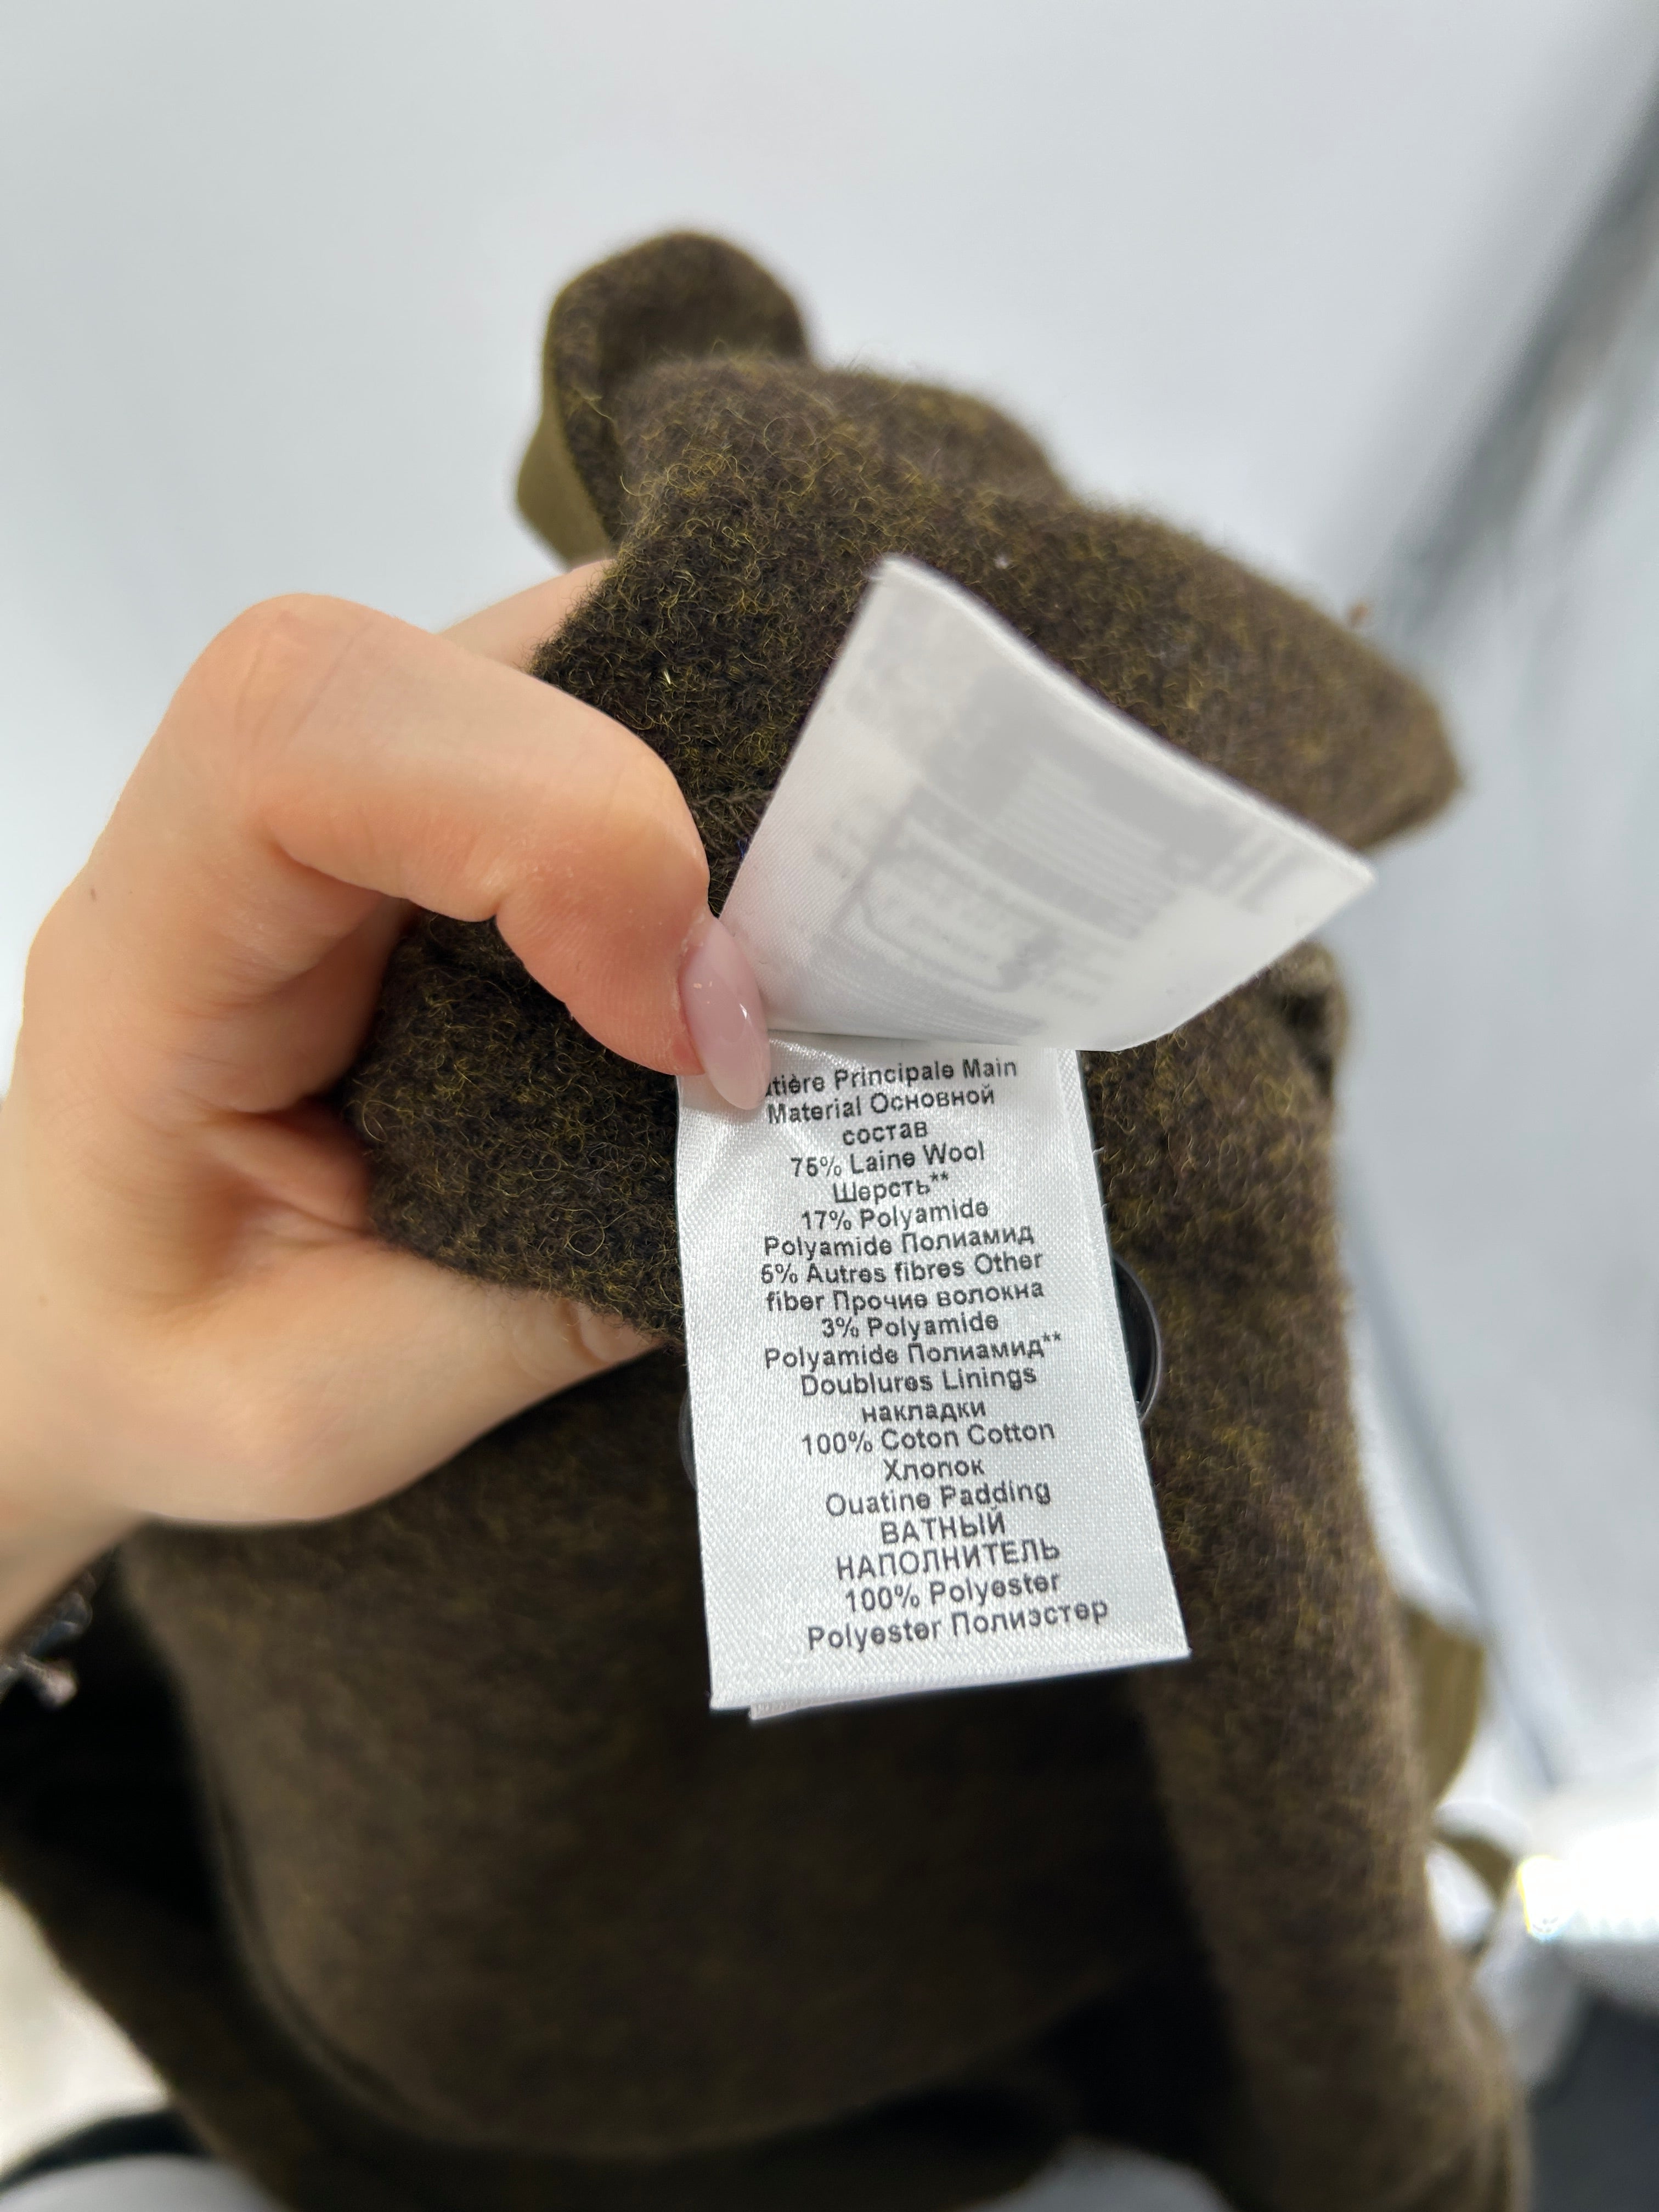 tière Principale Main
Material Основной
состав
75% Laine Wool
Шерсть**
17% Polyamide
Polyamide Полиамид
5% Autres fibres Other
fiber Прочие волокна
3% Polyamide
Polyamide Полиамид**
Doublures Linings
накладки
100% Coton Cotton
Хлопок
Ouatine Padding
ВАТНЫЙ
НАПОЛНИТЕЛЬ
100% Polyester
Polyester Полиэстер